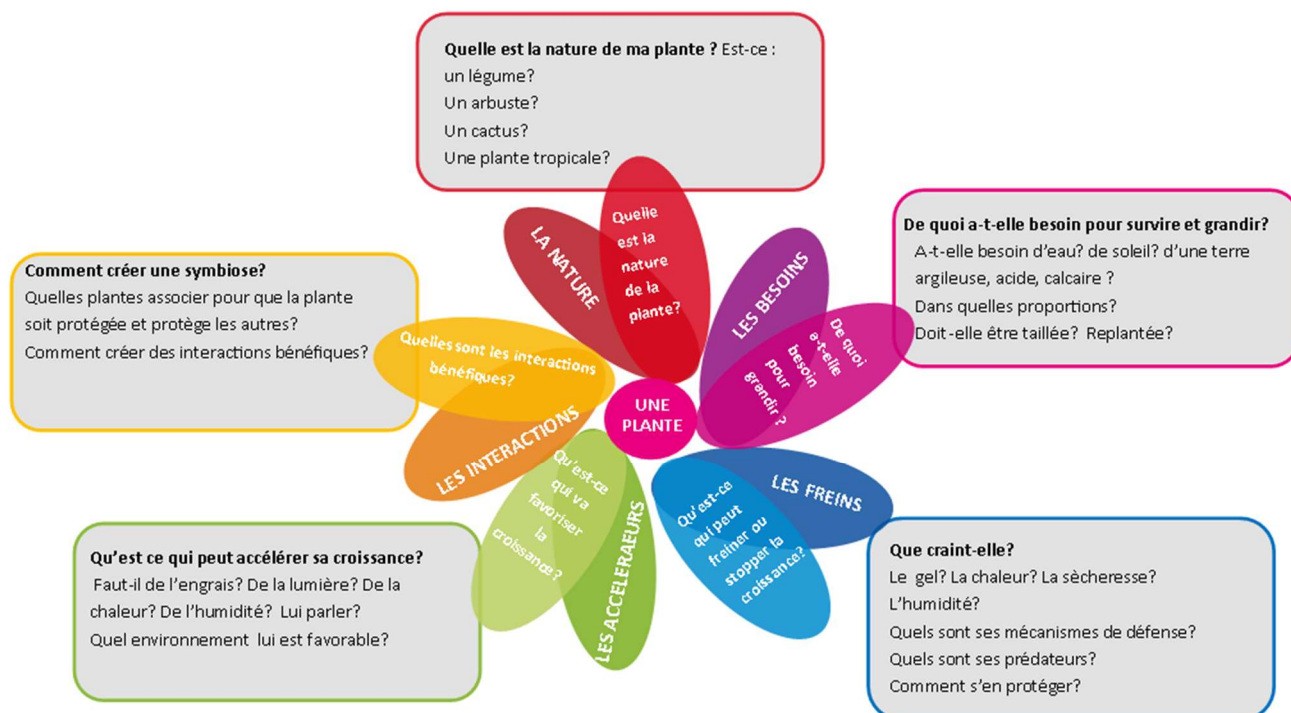 Quelle est la nature de ma plante ? Est-ce :
un légume?
Un arbuste?
Un cactus?
Une plante tropicale?
LA NATURE
Quelle
est la
nature
de la
plante?
LES BESOINS
De quoi
a-t-elle
besoin
pour
grandir ?
De quoi a-t-elle besoin pour survire et grandir?
A-t-elle besoin d'eau? de soleil? d'une terre
argileuse, acide, calcaire ?
Dans quelles proportions?
Doit-elle être taillée? Replantée?
Comment créer une symbiose?
Quelles plantes associer pour que la plante
soit protégée et protège les autres?
Comment créer des interactions bénéfiques?
Quelles sont les interactions
bénéfiques?
LES INTERACTIONS
UNE
PLANTE
LES FREINS
Qu'est-ce
qui peut
freiner ou
stopper la
croissance?
Que craint-elle?
Le gel? La chaleur? La sècheresse?
L'humidité?
Quels sont ses mécanismes de défense?
Quels sont ses prédateurs?
Comment s'en protéger?
Qu'est-ce
qui va
favoriser
la
croissance?
LES ACCELERAEURS
Qu'est ce qui peut accélérer sa croissance?
Faut-il de l'engrais? De la lumière? De la
chaleur? De l'humidité? Lui parler?
Quel environnement lui est favorable?